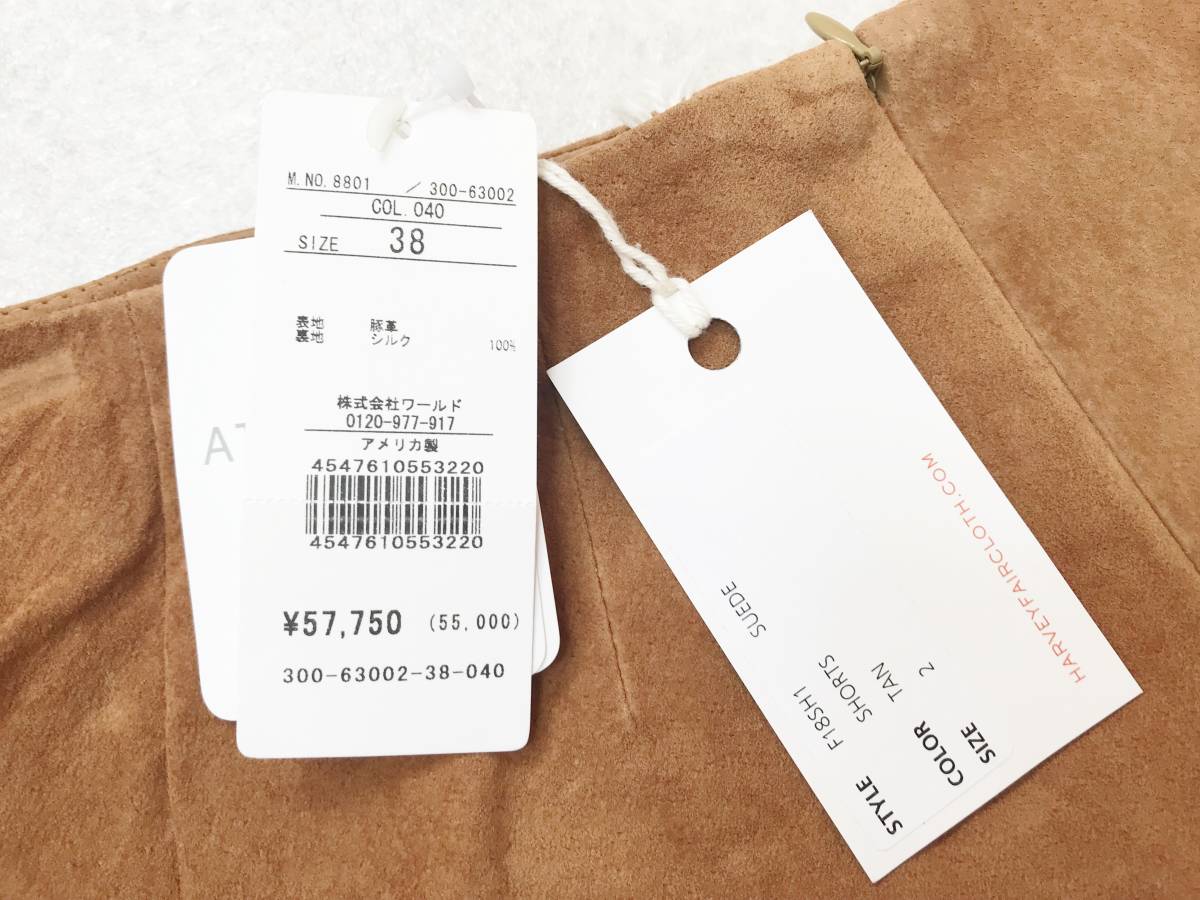 M.NO.8801 / 300-63002
COL.040
SIZE 38
表地 豚革
裏地 シルク 100%
株式会社ワールド
0120-977-917
アメリカ製
4547610553220
4547610553220
¥57,750 (55,000)
300-63002-38-040
AT
HARVEYFAIRCLOTH.COM
STYLE F18SH1
SHORTS SUEDE
COLOR TAN
SIZE 2